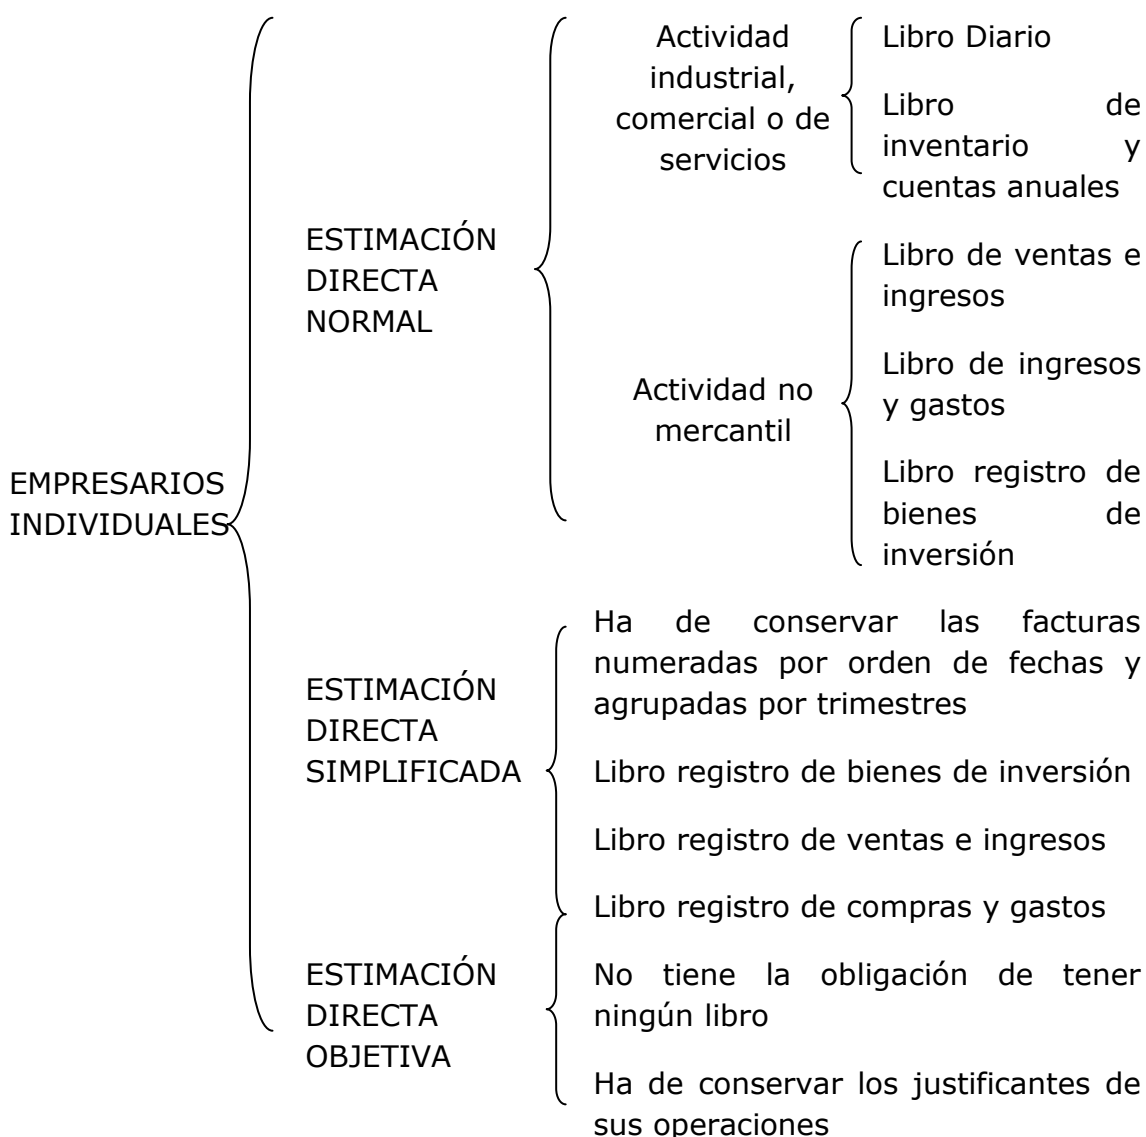 EMPRESARIOS
INDIVIDUALES
ESTIMACIÓN
DIRECTA
NORMAL
Actividad
industrial,
comercial o de
servicios
Libro Diario
Libro de
inventario y
cuentas anuales
Actividad no
mercantil
Libro de ventas e
ingresos
Libro de ingresos
y gastos
Libro registro de
bienes de
inversión
ESTIMACIÓN
DIRECTA
SIMPLIFICADA
Ha de conservar las facturas
numeradas por orden de fechas y
agrupadas por trimestres
Libro registro de bienes de inversión
Libro registro de ventas e ingresos
Libro registro de compras y gastos
ESTIMACIÓN
DIRECTA
OBJETIVA
No tiene la obligación de tener
ningún libro
Ha de conservar los justificantes de
sus operaciones